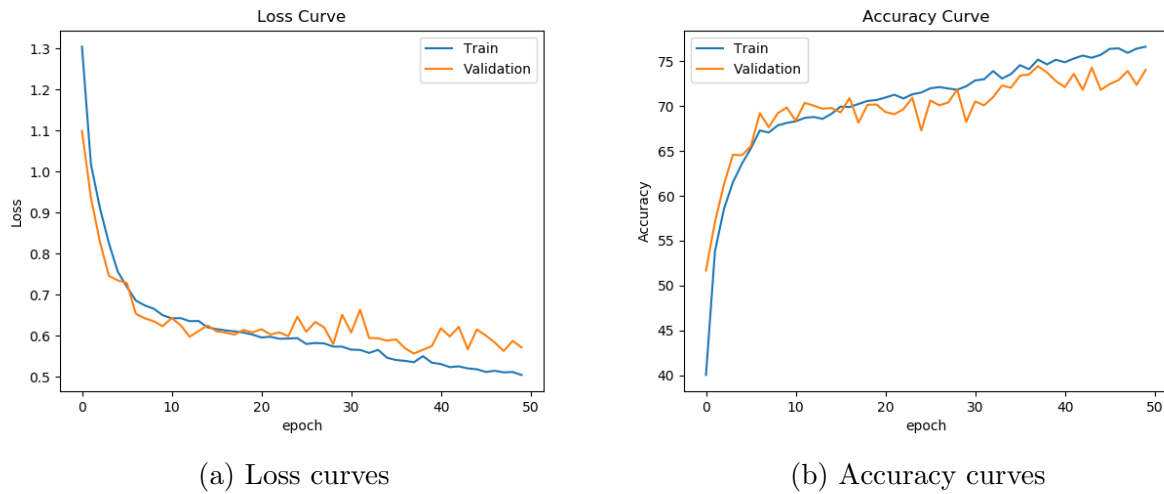 Loss Curve
Train
Validation
1.3
1.2
1.1
1.0
0.9
0.8
0.7
0.6
0.5
Loss
0 10 20 30 40 50
epoch
(a) Loss curves
Accuracy Curve
Train
Validation
75
70
65
60
55
50
45
40
Accuracy
0 10 20 30 40 50
epoch
(b) Accuracy curves